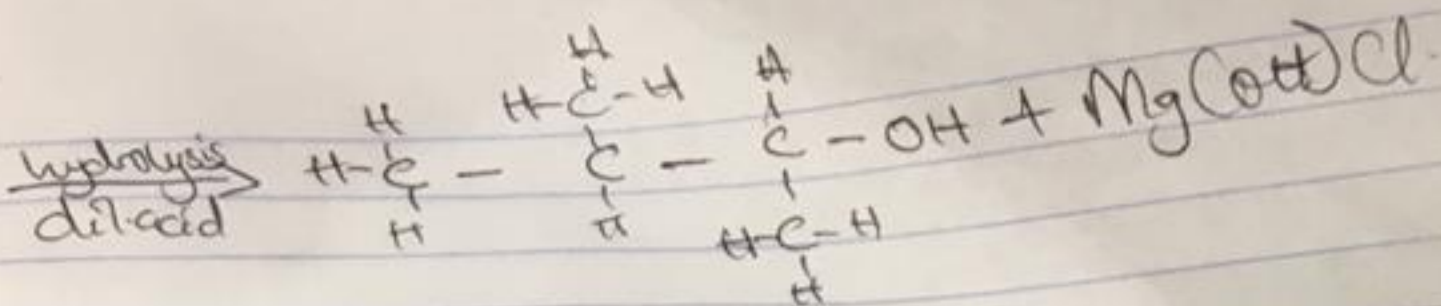 H H
H-C-H H
H-C - C - C - OH + Mg(OH)Cl.
hydrolysis
dil.acid
H H H-C-H
H